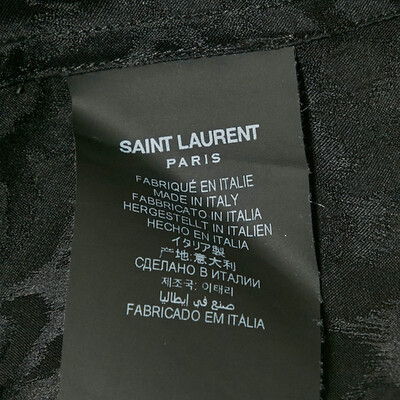 SAINT LAURENT
PARIS
FABRIQUÉ EN ITALIE
MADE IN ITALY
FABBRICATO IN ITALIA
HERGESTELLT IN ITALIEN
HECHO EN ITALIA
イタリア製
产地:意大利
СДЕЛАНО В ИТАЛИИ
제조국: 이태리
صنع في إيطاليا
FABRICADO EM ITÁLIA